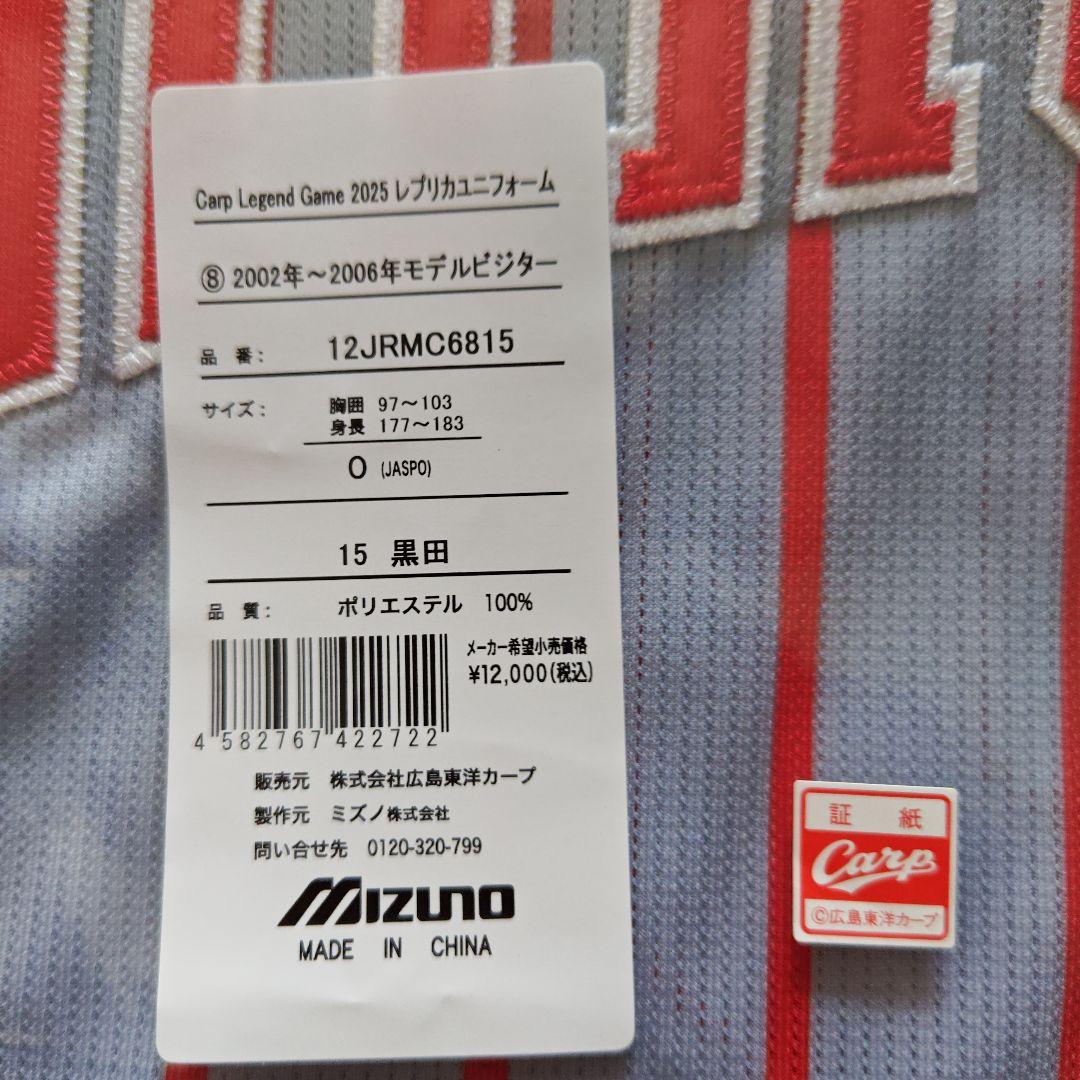 Carp Legend Game 2025 レプリカユニフォーム
⑧ 2002年～2006年モデルビジター
品 番: 12JRMC6815
サイズ: 胸囲 97～103
身長 177～183
O (JASPO)
15 黒田
品 質: ポリエステル 100%
メーカー希望小売価格
¥12,000(税込)
4 582767 422722
販売元 株式会社広島東洋カープ
製作元 ミズノ株式会社
問い合せ先 0120-320-799
MIZUNO
MADE IN CHINA
証 紙
Carp
©広島東洋カープ